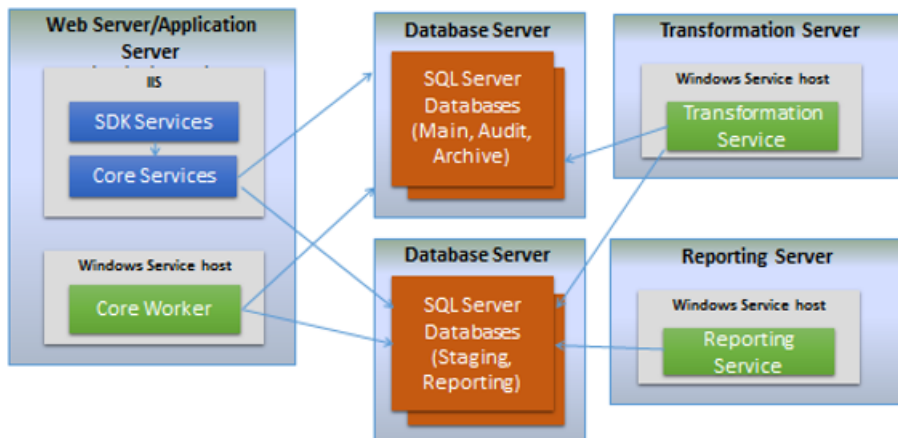 Web Server/Application
Server
IIS
SDK Services
Core Services
Windows Service host
Core Worker
Database Server
SQL Server
Databases
(Main, Audit,
Archive)
Database Server
SQL Server
Databases
(Staging,
Reporting)
Transformation Server
Windows Service host
Transformation
Service
Reporting Server
Windows Service host
Reporting
Service